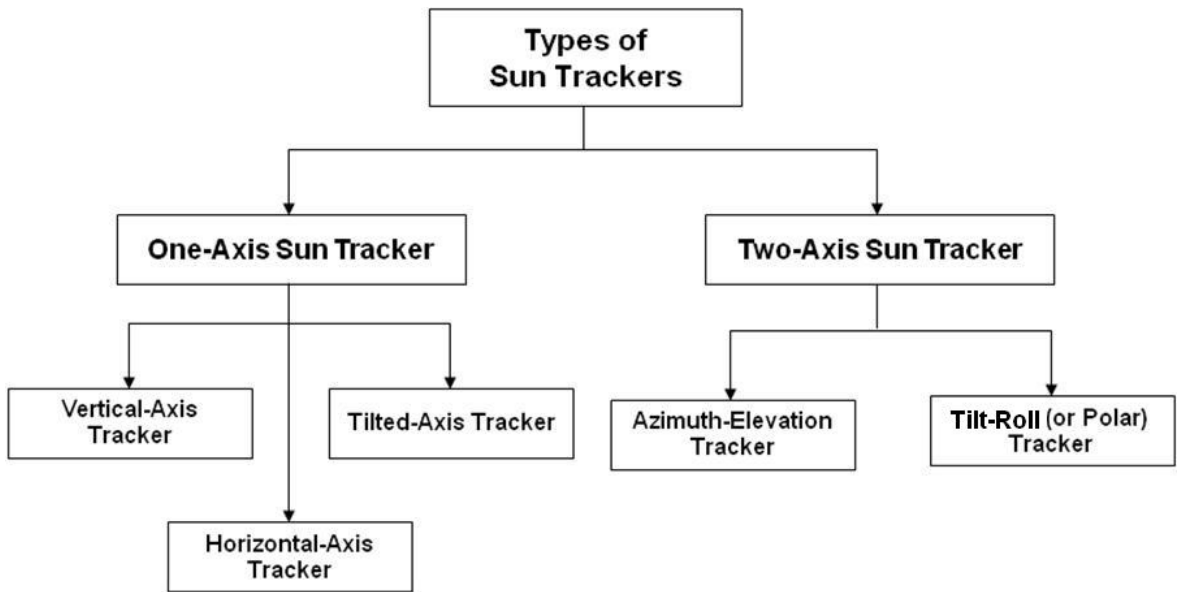 Types of
Sun Trackers
One-Axis Sun Tracker
Two-Axis Sun Tracker
Vertical-Axis
Tracker
Tilted-Axis Tracker
Azimuth-Elevation
Tracker
Tilt-Roll (or Polar)
Tracker
Horizontal-Axis
Tracker